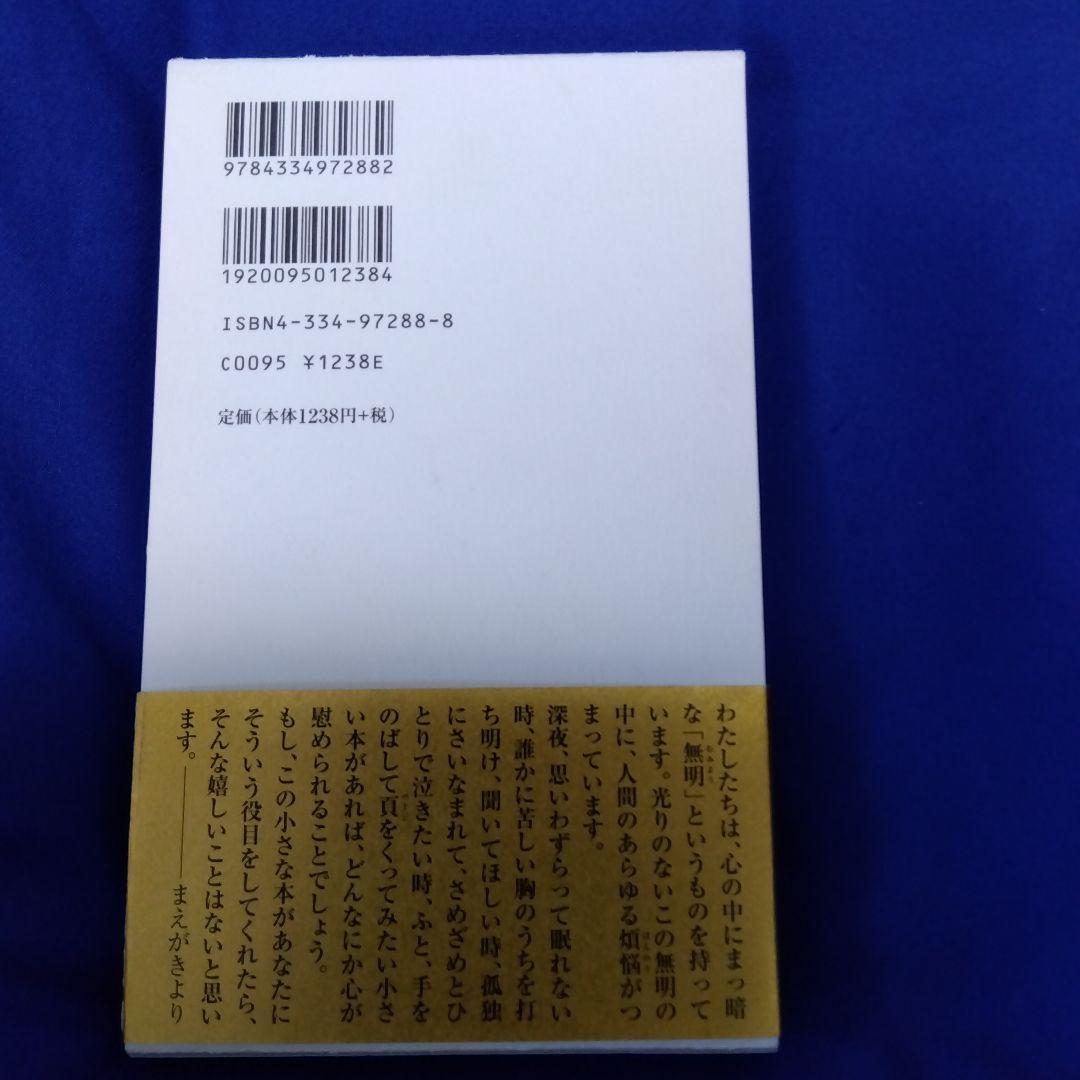 9784334972882
1920095012384
ISBN4-334-97288-8
C0095 ¥1238E
定価(本体1238円+税)
わたしたちは、心の中にまっ暗
な「無明」というものを持って
います。光りのないこの無明の
中に、人間のあらゆる煩悩がつ
まっています。
深夜、思いわずらって眠れない
時、誰かに苦しい胸のうちを打
ち明け、聞いてほしい時、孤独
にさいなまれて、さめざめとひ
とりで泣きたい時、ふと、手を
のばして頁をくってみたい小さ
い本があれば、どんなにか心が
慰められることでしょう。
もし、この小さな本があなたに
そういう役目をしてくれたら、
そんな嬉しいことはないと思い
ます。――まえがきより